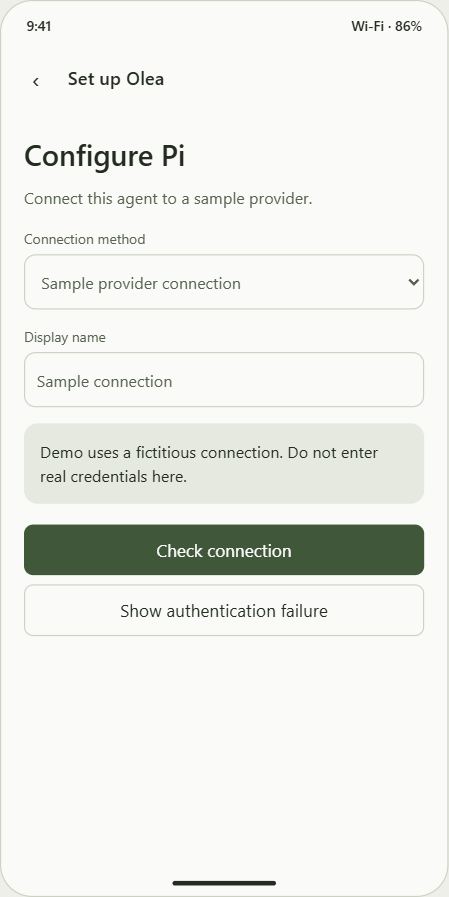 9:41
Wi-Fi · 86%
‹ Set up Olea
Configure Pi
Connect this agent to a sample provider.
Connection method
Sample provider connection
Display name
Sample connection
Demo uses a fictitious connection. Do not enter
real credentials here.
Check connection
Show authentication failure